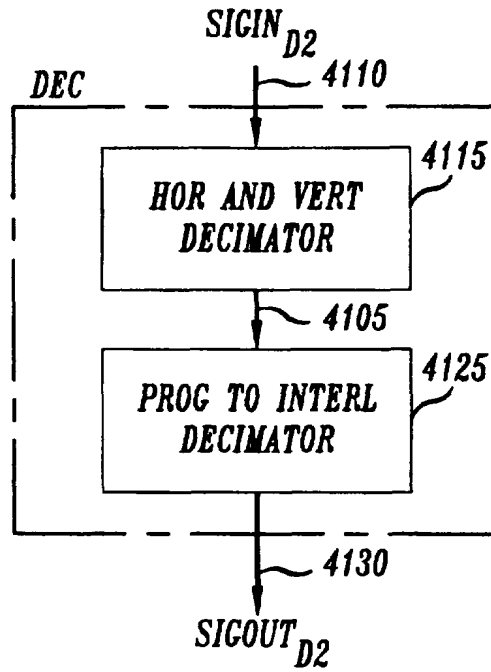 SIGIN D2
4110
DEC
4115
HOR AND VERT
DECIMATOR
4105
4125
PROG TO INTERL
DECIMATOR
4130
SIGOUT D2